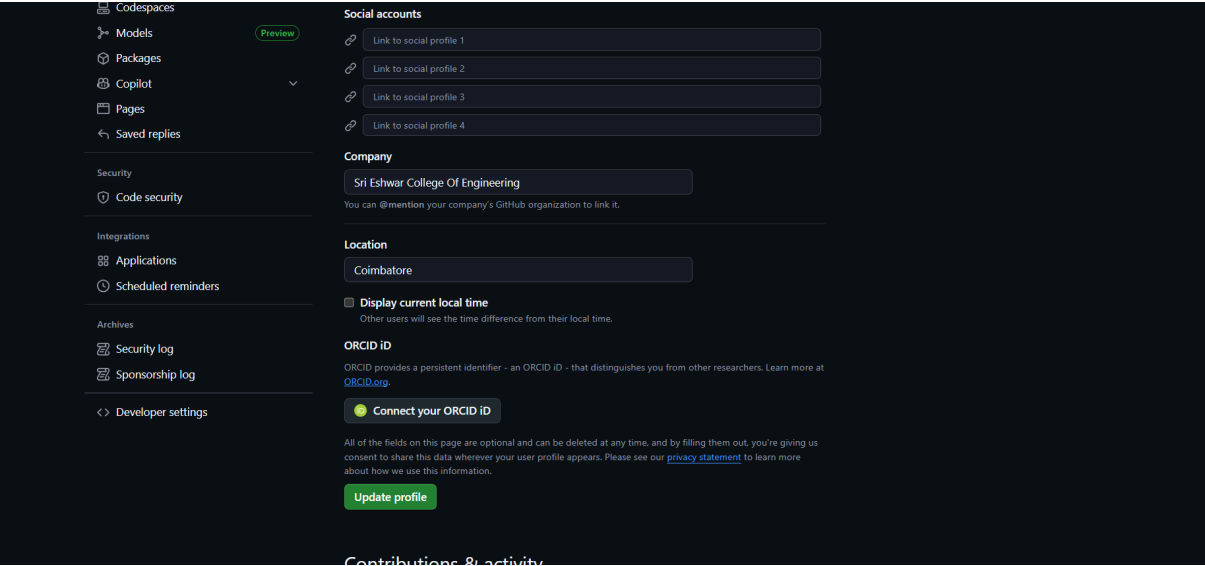 Codespaces
Models
Preview
Packages
Copilot
Pages
Saved replies
Security
Code security
Integrations
Applications
Scheduled reminders
Archives
Security log
Sponsorship log
Developer settings
Social accounts
Link to social profile 1
Link to social profile 2
Link to social profile 3
Link to social profile 4
Company
Sri Eshwar College Of Engineering
You can @mention your company's GitHub organization to link it.
Location
Coimbatore
Display current local time
Other users will see the time difference from their local time.
ORCID iD
ORCID provides a persistent identifier - an ORCID iD - that distinguishes you from other researchers. Learn more at
ORCID.org.
iD Connect your ORCID iD
All of the fields on this page are optional and can be deleted at any time, and by filling them out, you're giving us
consent to share this data wherever your user profile appears. Please see our privacy statement to learn more
about how we use this information.
Update profile
Contributions & activity